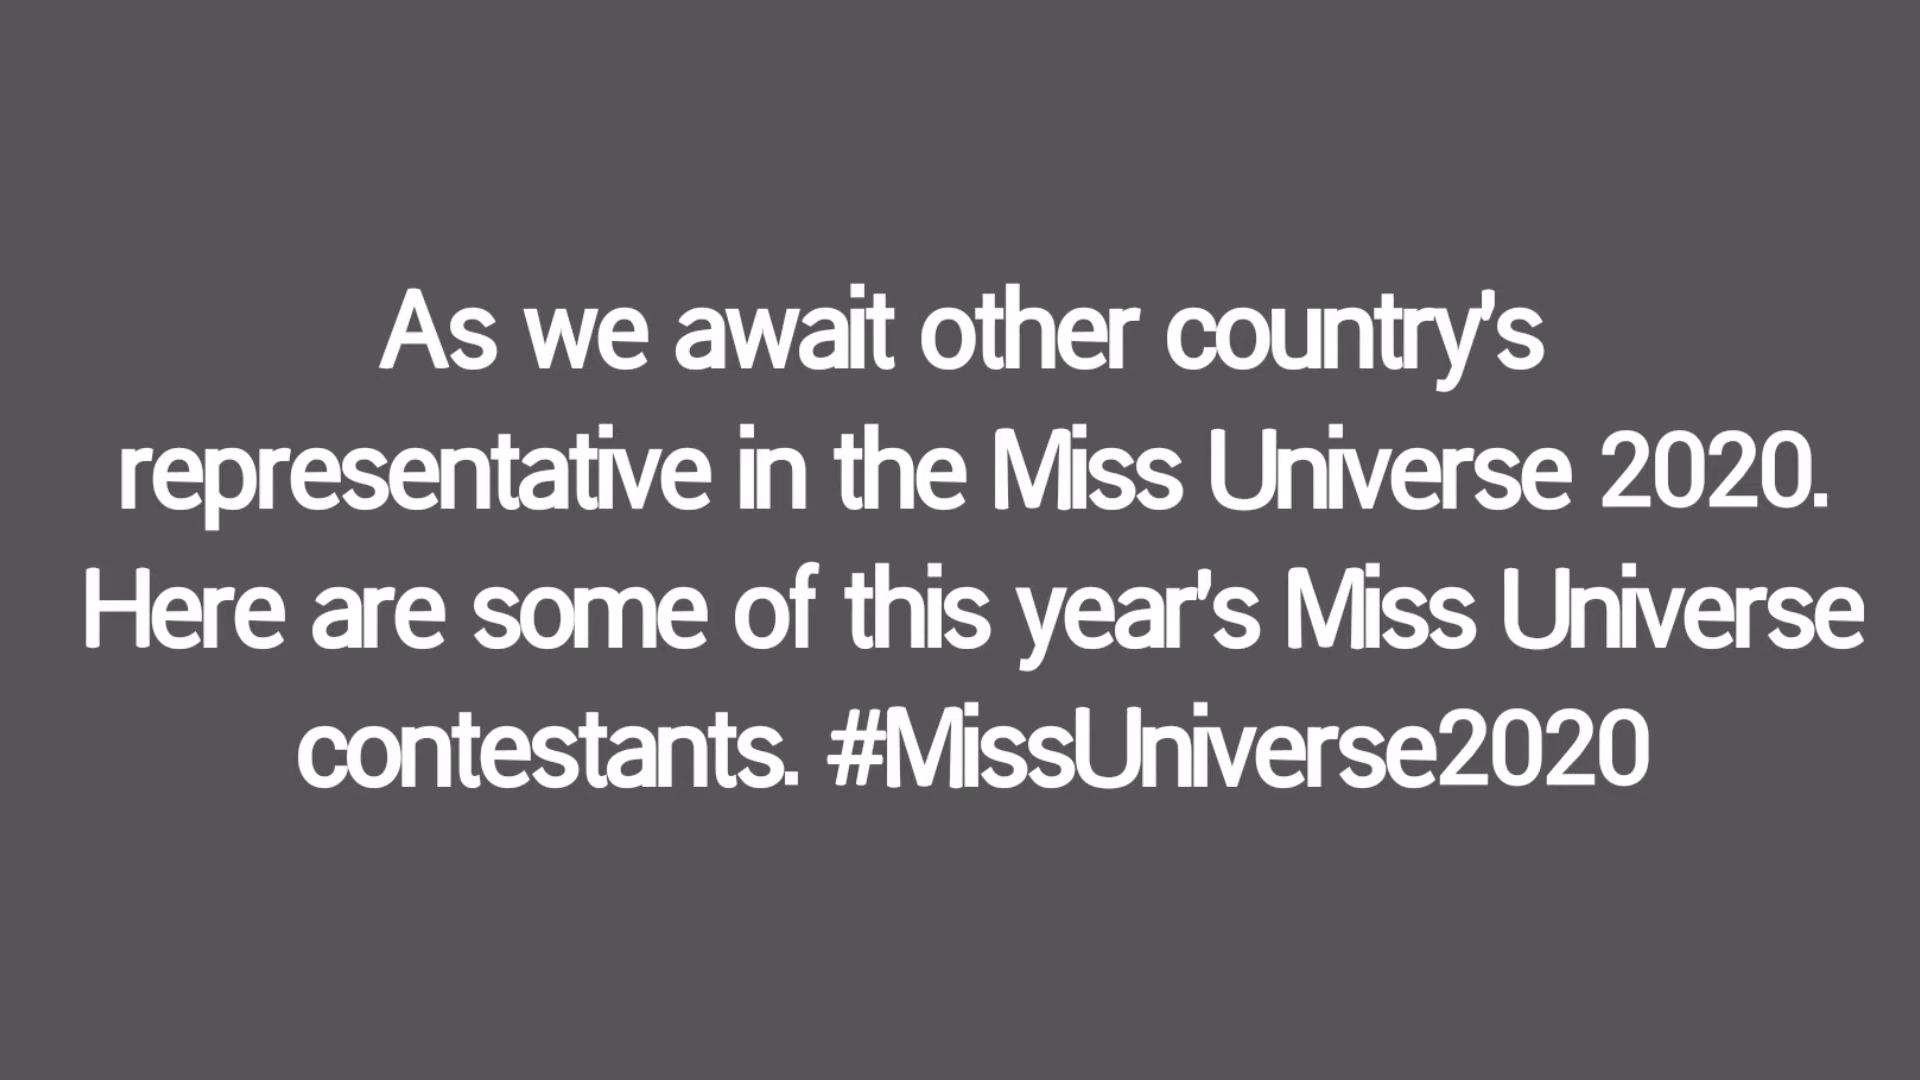 As we await other country's
representative in the Miss Universe 2020.
Here are some of this year's Miss Universe
contestants. #MissUniverse2020